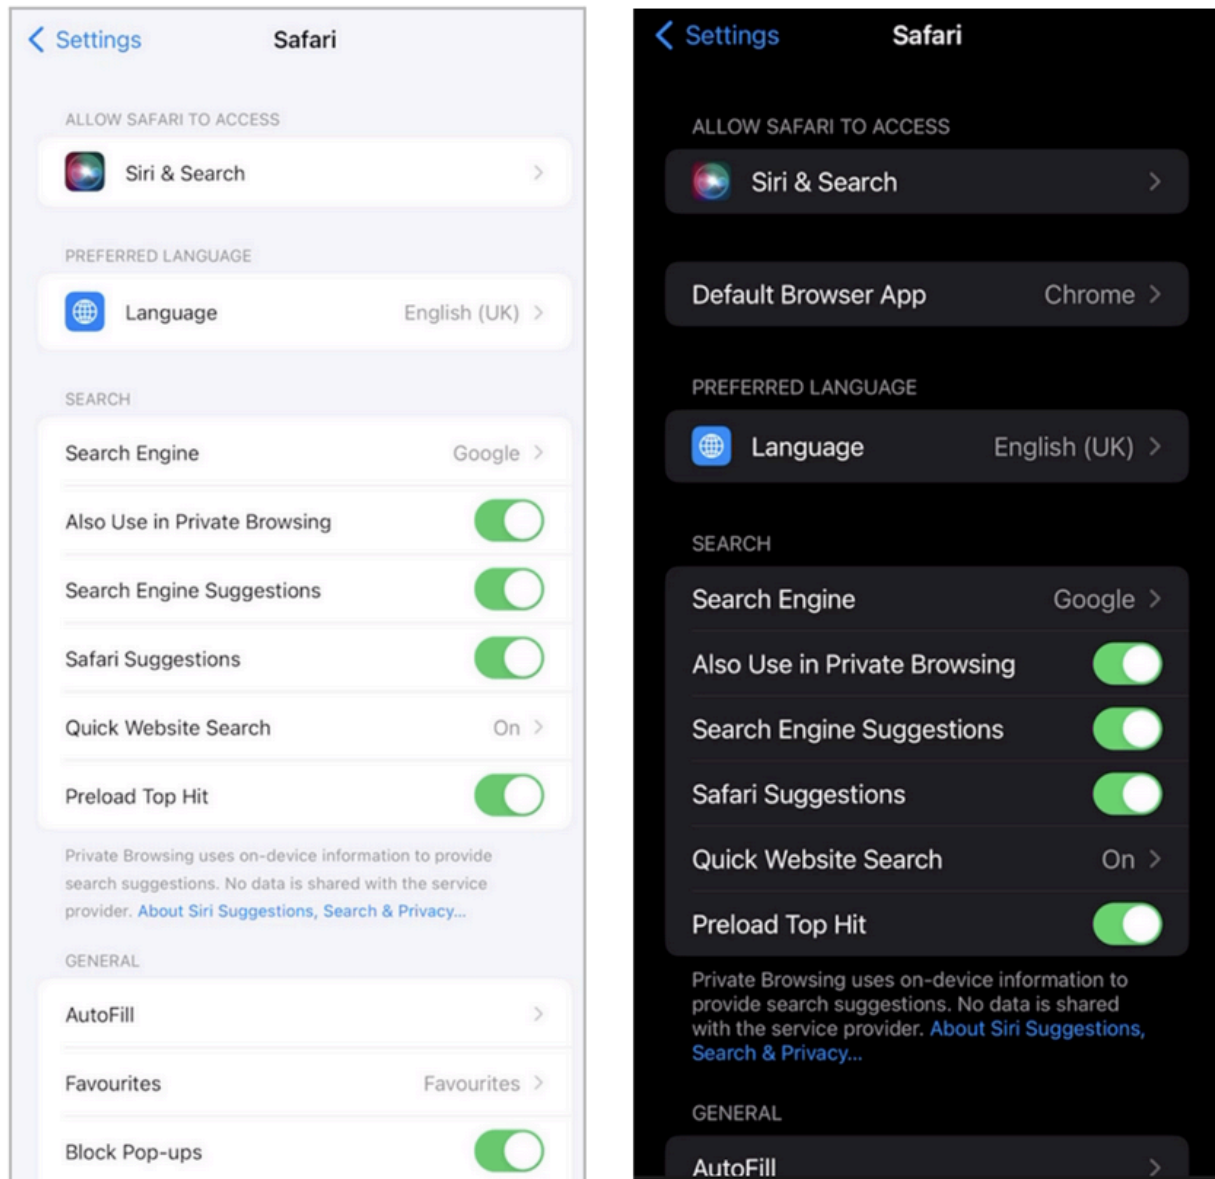 Settings
Safari
ALLOW SAFARI TO ACCESS
Siri & Search
PREFERRED LANGUAGE
Language
English (UK)
SEARCH
Search Engine
Google
Also Use in Private Browsing
Search Engine Suggestions
Safari Suggestions
Quick Website Search
On
Preload Top Hit
Private Browsing uses on-device information to provide
search suggestions. No data is shared with the service
provider. About Siri Suggestions, Search & Privacy...
GENERAL
AutoFill
Favourites
Favourites
Block Pop-ups
Settings
Safari
ALLOW SAFARI TO ACCESS
Siri & Search
Default Browser App
Chrome
PREFERRED LANGUAGE
Language
English (UK)
SEARCH
Search Engine
Google
Also Use in Private Browsing
Search Engine Suggestions
Safari Suggestions
Quick Website Search
On
Preload Top Hit
Private Browsing uses on-device information to
provide search suggestions. No data is shared
with the service provider. About Siri Suggestions,
Search & Privacy...
GENERAL
AutoFill